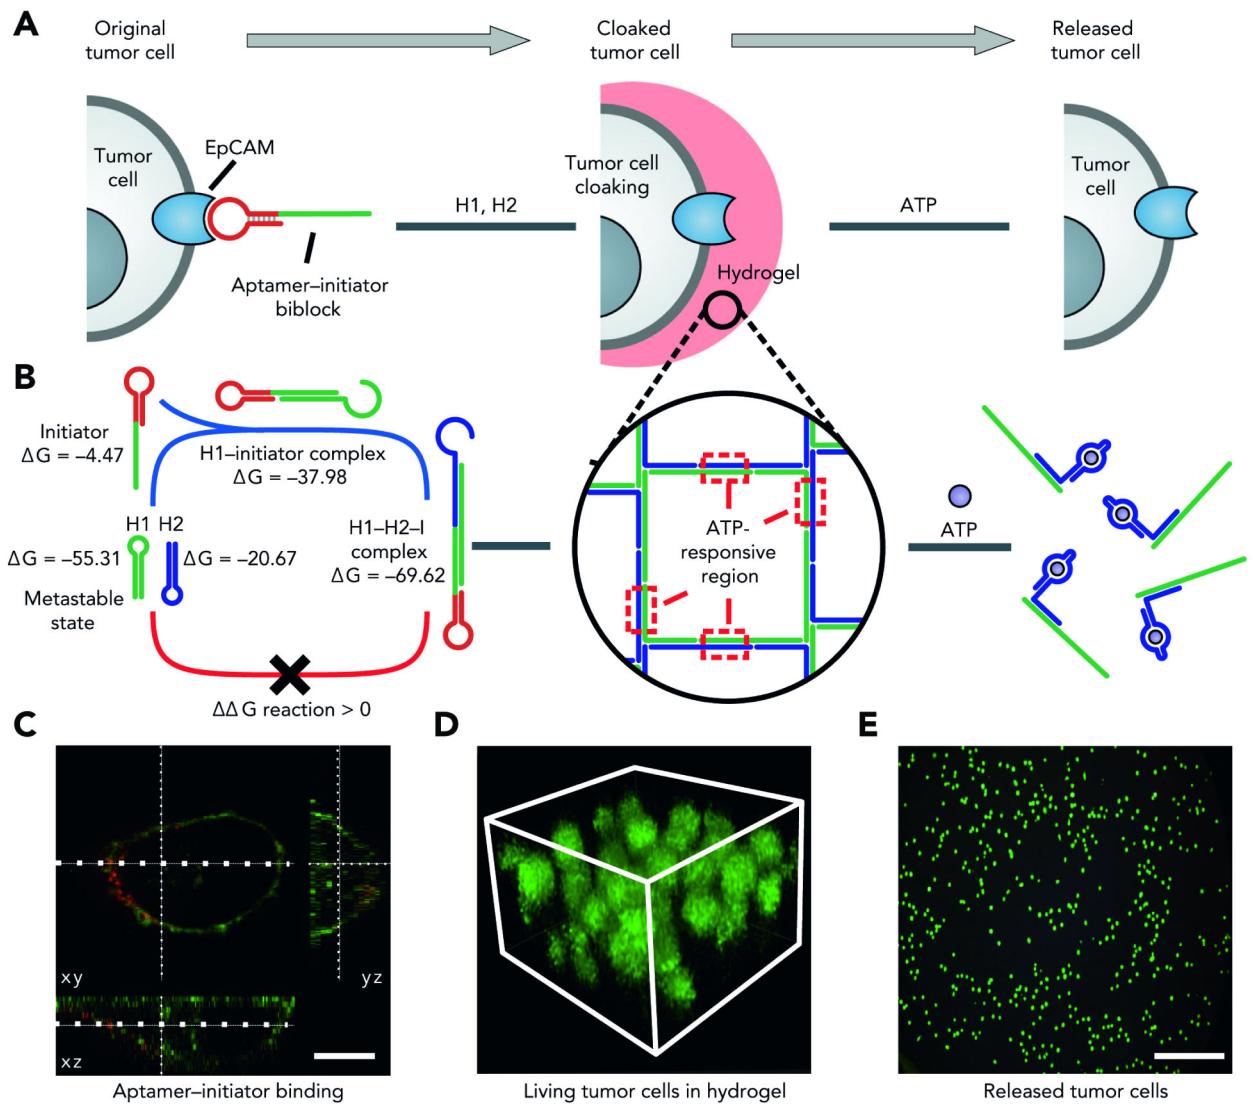 A
Original
tumor cell
Cloaked
tumor cell
Released
tumor cell
Tumor
cell
EpCAM
Aptamer–initiator
biblock
H1, H2
Tumor cell
cloaking
Hydrogel
ATP
Tumor
cell
B
Initiator
ΔG = –4.47
H1–initiator complex
ΔG = –37.98
H1 H2
ΔG = –55.31
ΔG = –20.67
Metastable
state
H1–H2–I
complex
ΔG = –69.62
ΔΔG reaction > 0
ATP-
responsive
region
ATP
C
xy
yz
xz
Aptamer–initiator binding
D
Living tumor cells in hydrogel
E
Released tumor cells